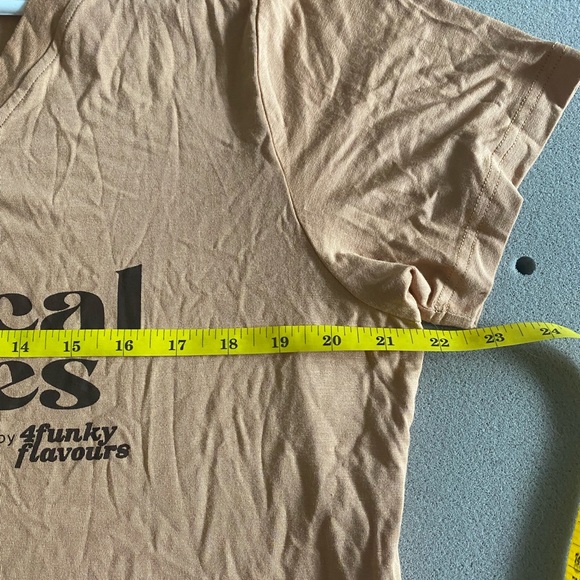 cal
14 15 16 17 18 19 20 21 22 23 24
es
by 4funky
flavours